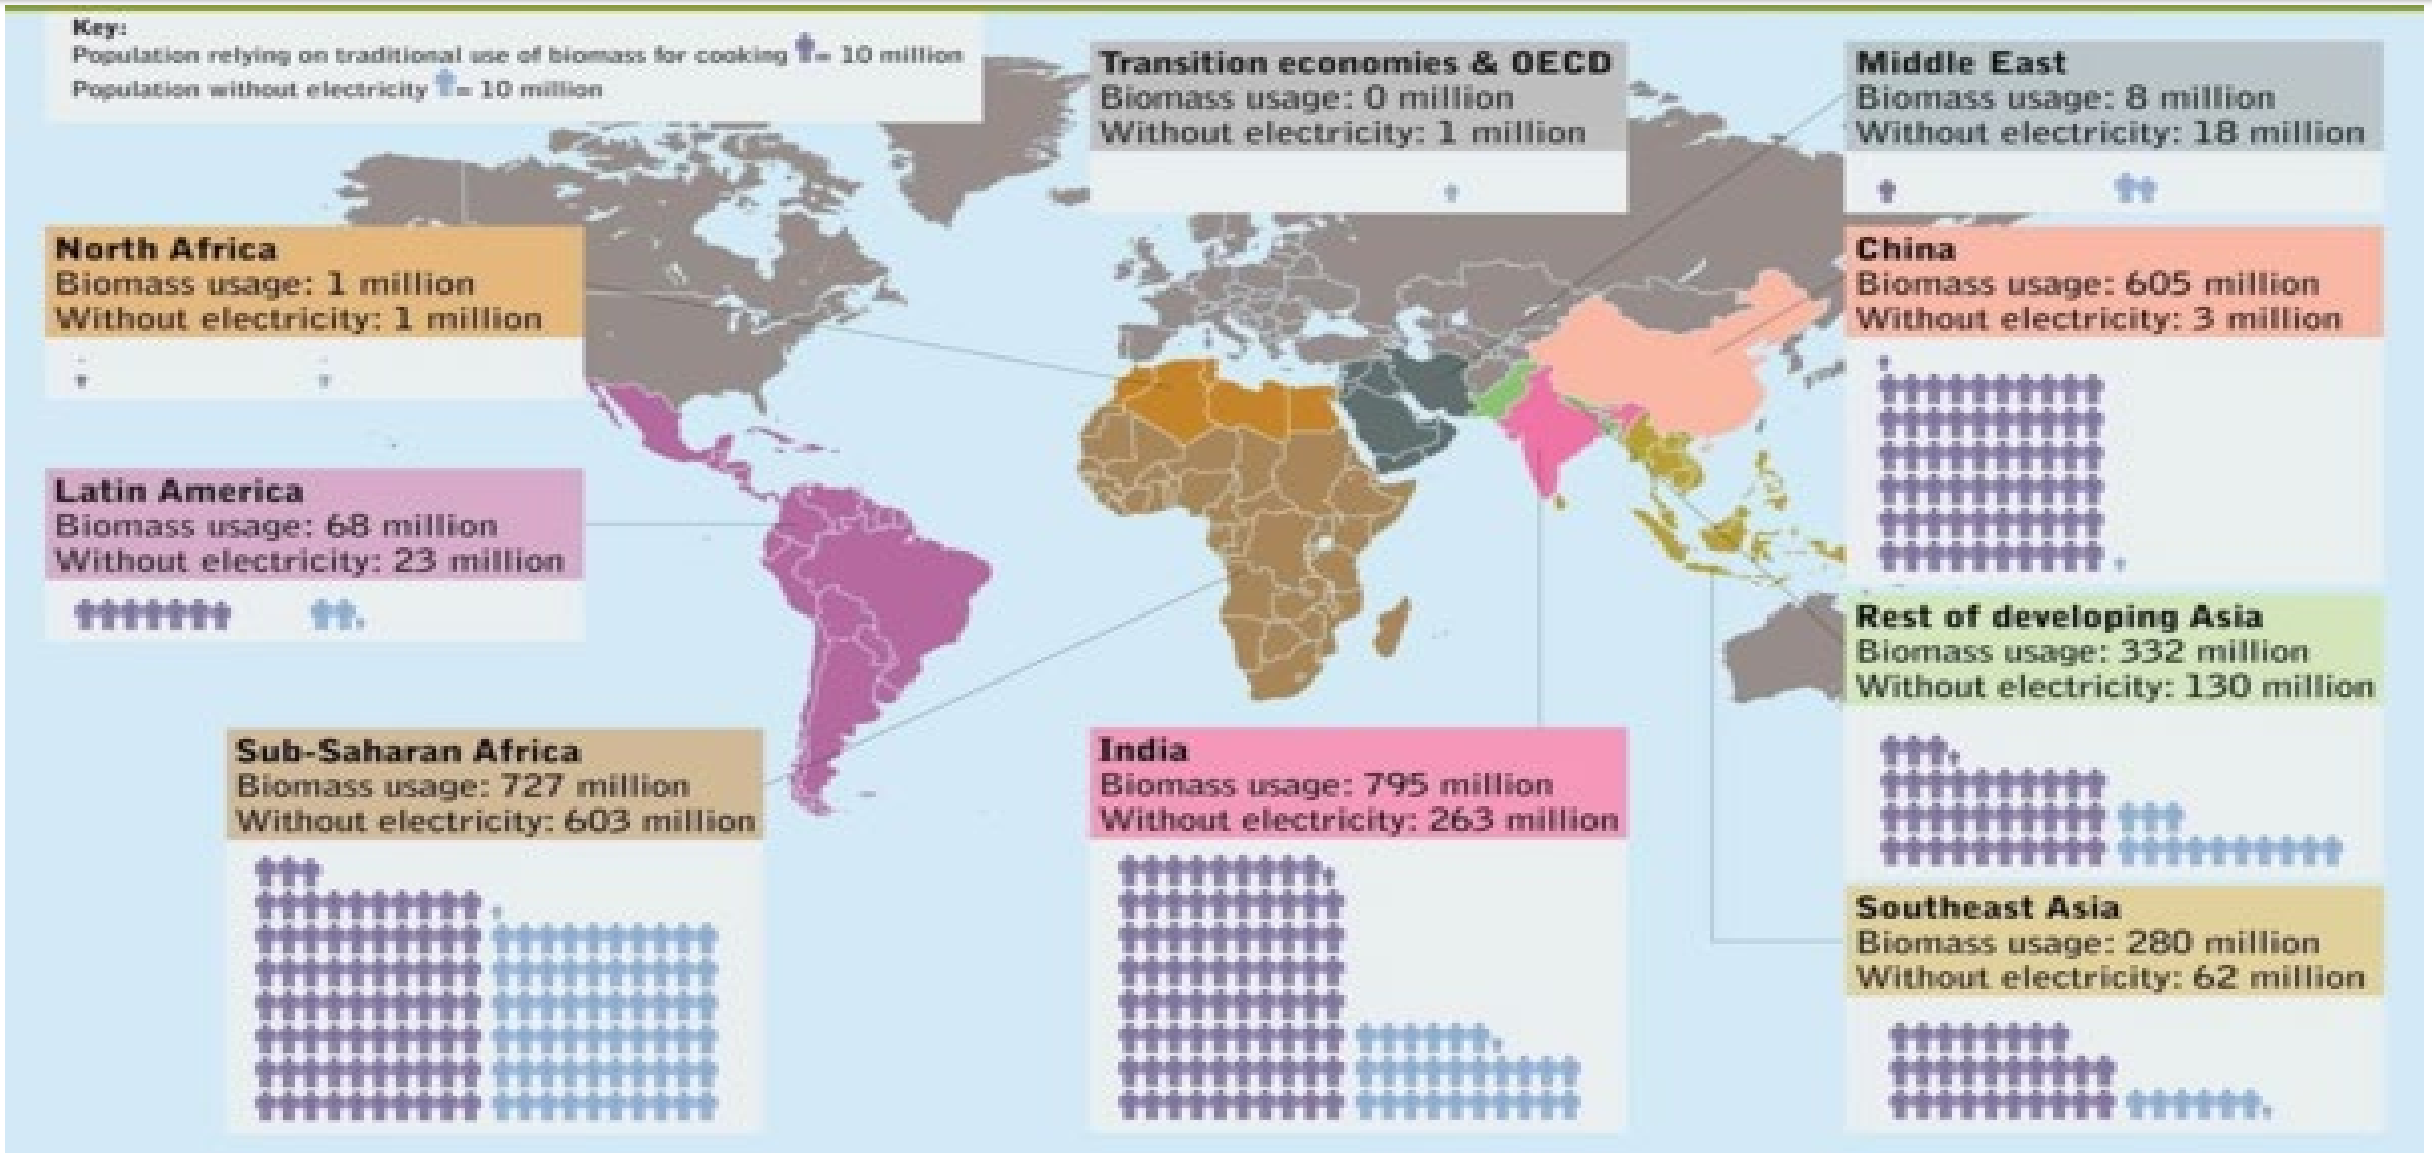 Key:
Population relying on traditional use of biomass for cooking = 10 million
Population without electricity = 10 million
Transition economies & OECD
Biomass usage: 0 million
Without electricity: 1 million
Middle East
Biomass usage: 8 million
Without electricity: 18 million
North Africa
Biomass usage: 1 million
Without electricity: 1 million
China
Biomass usage: 605 million
Without electricity: 3 million
Latin America
Biomass usage: 68 million
Without electricity: 23 million
Rest of developing Asia
Biomass usage: 332 million
Without electricity: 130 million
Sub-Saharan Africa
Biomass usage: 727 million
Without electricity: 603 million
India
Biomass usage: 795 million
Without electricity: 263 million
Southeast Asia
Biomass usage: 280 million
Without electricity: 62 million